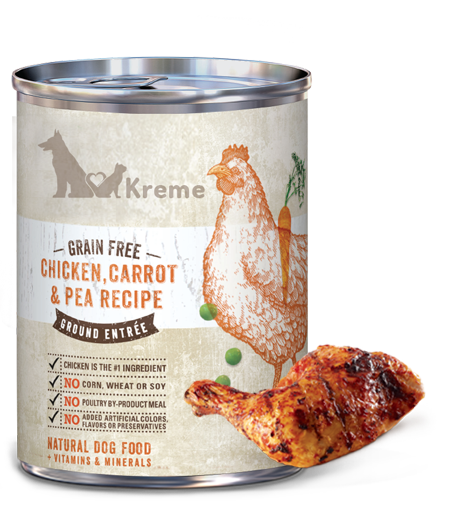 Kreme
GRAIN FREE
CHICKEN, CARROT
& PEA RECIPE
GROUND ENTRÉE
CHICKEN IS THE #1 INGREDIENT
NO CORN, WHEAT OR SOY
NO POULTRY BY-PRODUCT MEAL
NO ADDED ARTIFICIAL COLORS,
FLAVORS OR PRESERVATIVES
NATURAL DOG FOOD
+ VITAMINS & MINERALS